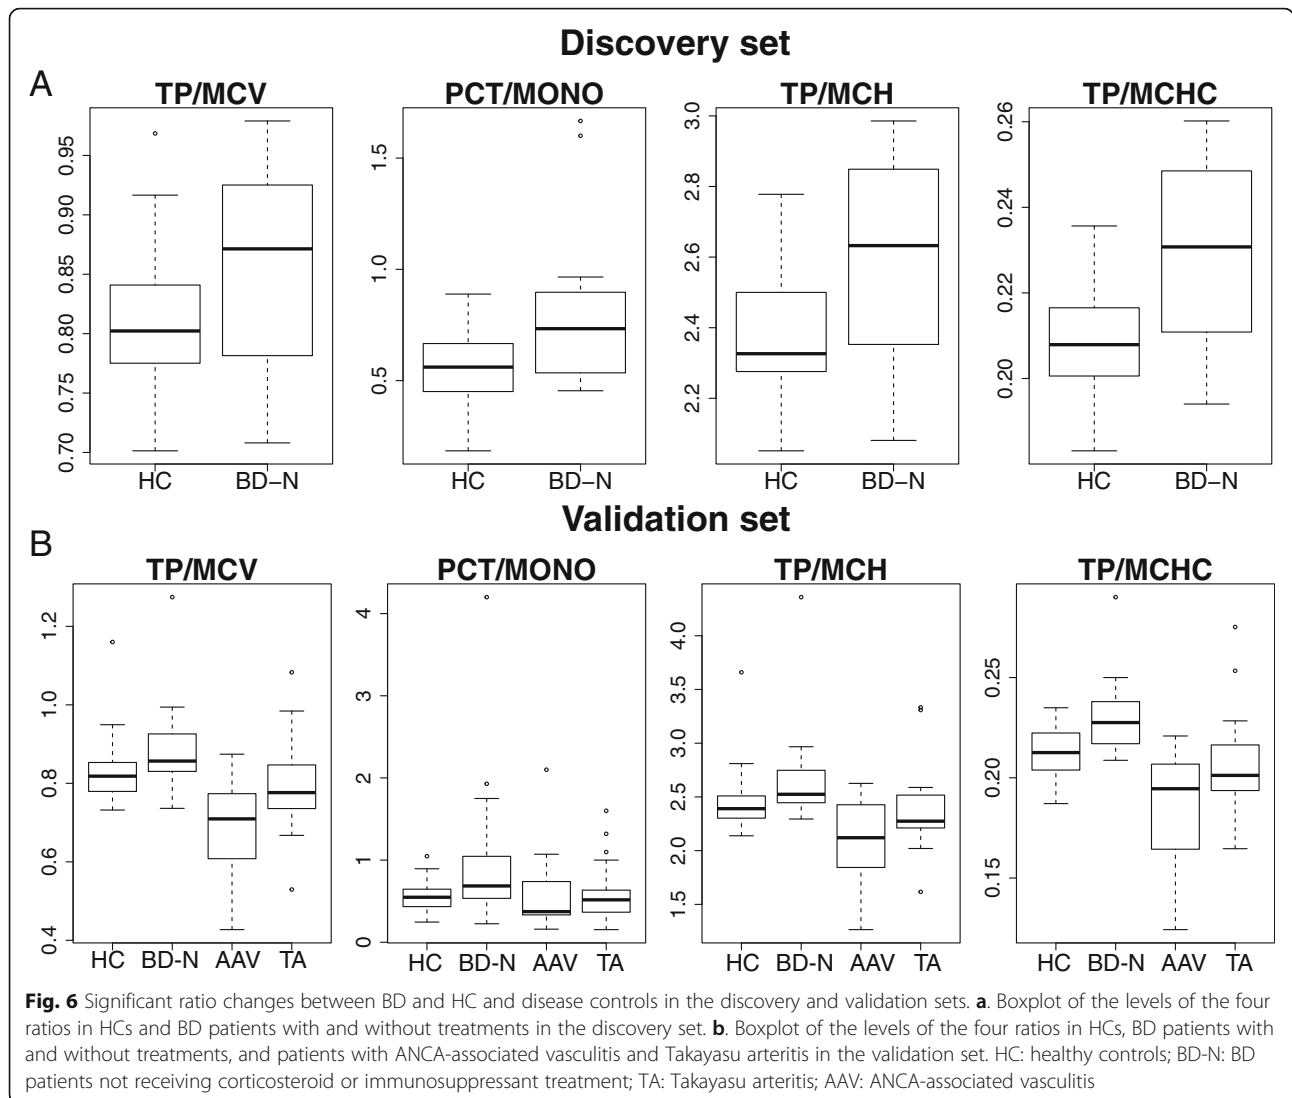 Discovery set
A
TP/MCV
PCT/MONO
TP/MCH
TP/MCHC
0.70 0.75 0.80 0.85 0.90 0.95
HC BD–N
0.5 1.0 1.5
HC BD–N
2.2 2.4 2.6 2.8 3.0
HC BD–N
0.20 0.22 0.24 0.26
HC BD–N
Validation set
B
TP/MCV
PCT/MONO
TP/MCH
TP/MCHC
0.4 0.6 0.8 1.0 1.2
HC BD-N AAV TA
0 1 2 3 4
HC BD-N AAV TA
1.5 2.0 2.5 3.0 3.5 4.0
HC BD-N AAV TA
0.15 0.20 0.25
HC BD-N AAV TA
Fig. 6 Significant ratio changes between BD and HC and disease controls in the discovery and validation sets. a. Boxplot of the levels of the four
ratios in HCs and BD patients with and without treatments in the discovery set. b. Boxplot of the levels of the four ratios in HCs, BD patients with
and without treatments, and patients with ANCA-associated vasculitis and Takayasu arteritis in the validation set. HC: healthy controls; BD-N: BD
patients not receiving corticosteroid or immunosuppressant treatment; TA: Takayasu arteritis; AAV: ANCA-associated vasculitis